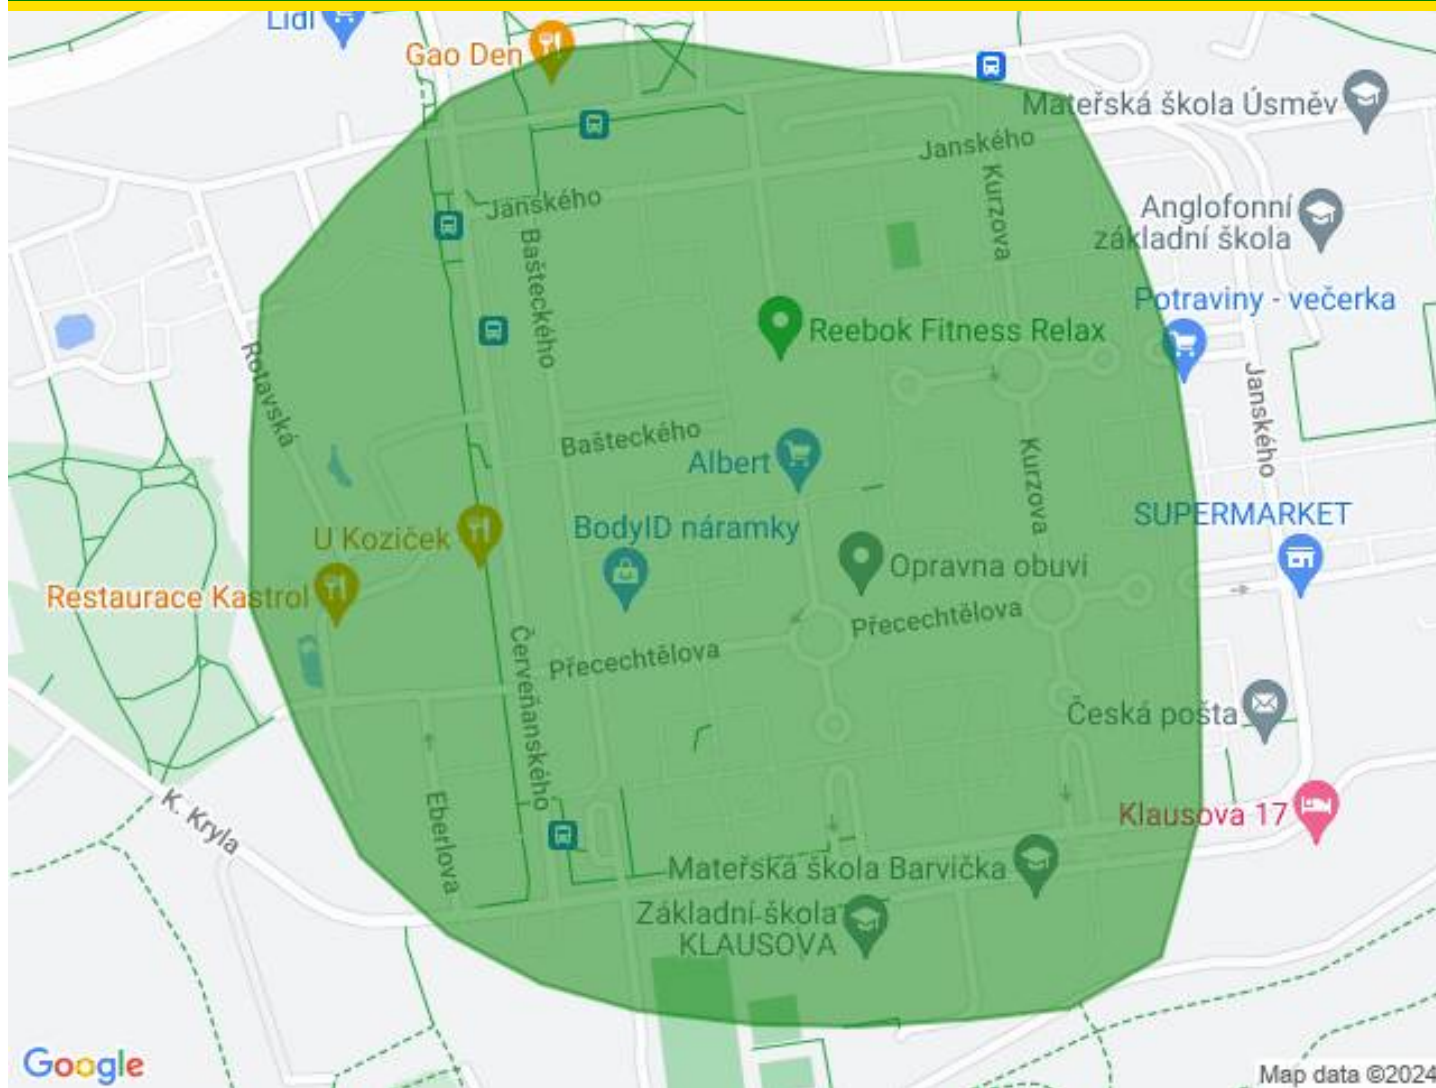 Lidl
Gao Den
Mateřská škola Úsměv
Janského
Kurzova
Janského
Anglofonní
základní škola
Bašteckého
Potraviny - večerka
Reebok Fitness Relax
Rotavská
Janského
Bašteckého
Albert
Kurzova
SUPERMARKET
BodyID náramky
U Koziček
Opravna obuvi
Restaurace Kastrol
Přecechtělova
Přecechtělova
Červeňanského
Česká pošta
K. Kryla
Eberlova
Klausova 17
Mateřská škola Barvička
Základní škola
KLAUSOVA
Google
Map data ©2024